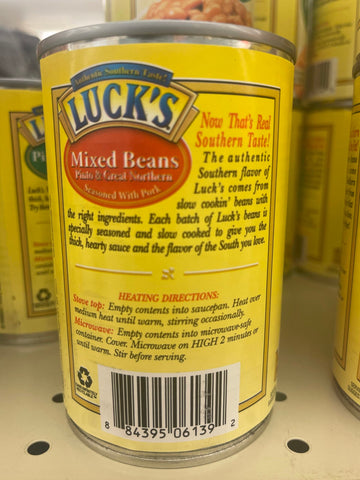 Authentic Southern Taste!
LUCK'S
Mixed Beans
Pinto & Great Northern
Seasoned With Pork
Now That's Real
Southern Taste!
The authentic
Southern flavor of
Luck's comes from
slow cookin' beans with
the right ingredients. Each batch of Luck's beans is
specially seasoned and slow cooked to give you the
thick, hearty sauce and the flavor of the South you love.
HEATING DIRECTIONS:
Stove top: Empty contents into saucepan. Heat over
medium heat until warm, stirring occasionally.
Microwave: Empty contents into microwave-safe
container. Cover. Microwave on HIGH 2 minutes or
until warm. Stir before serving.
8 84395 06139 2